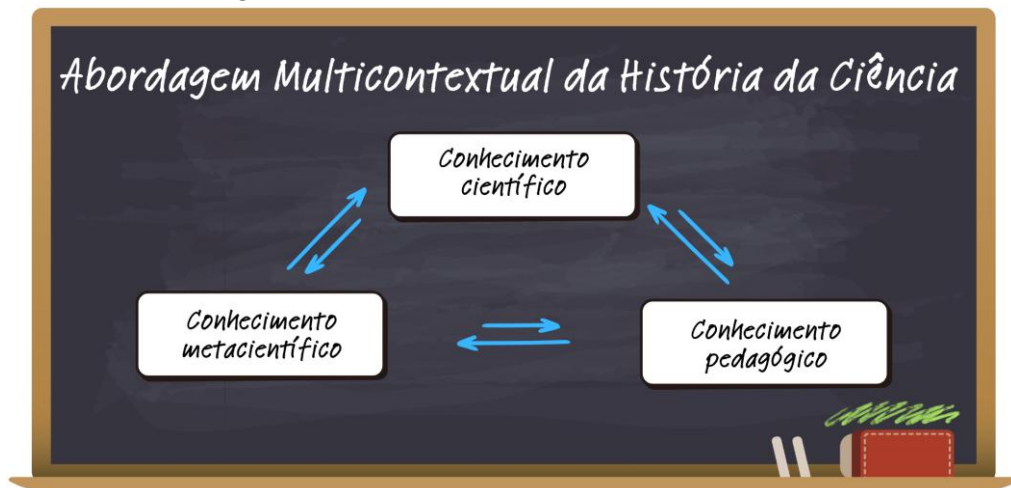 Abordagem Multicontextual da História da Ciência
Conhecimento
científico
Conhecimento
metacientífico
Conhecimento
pedagógico